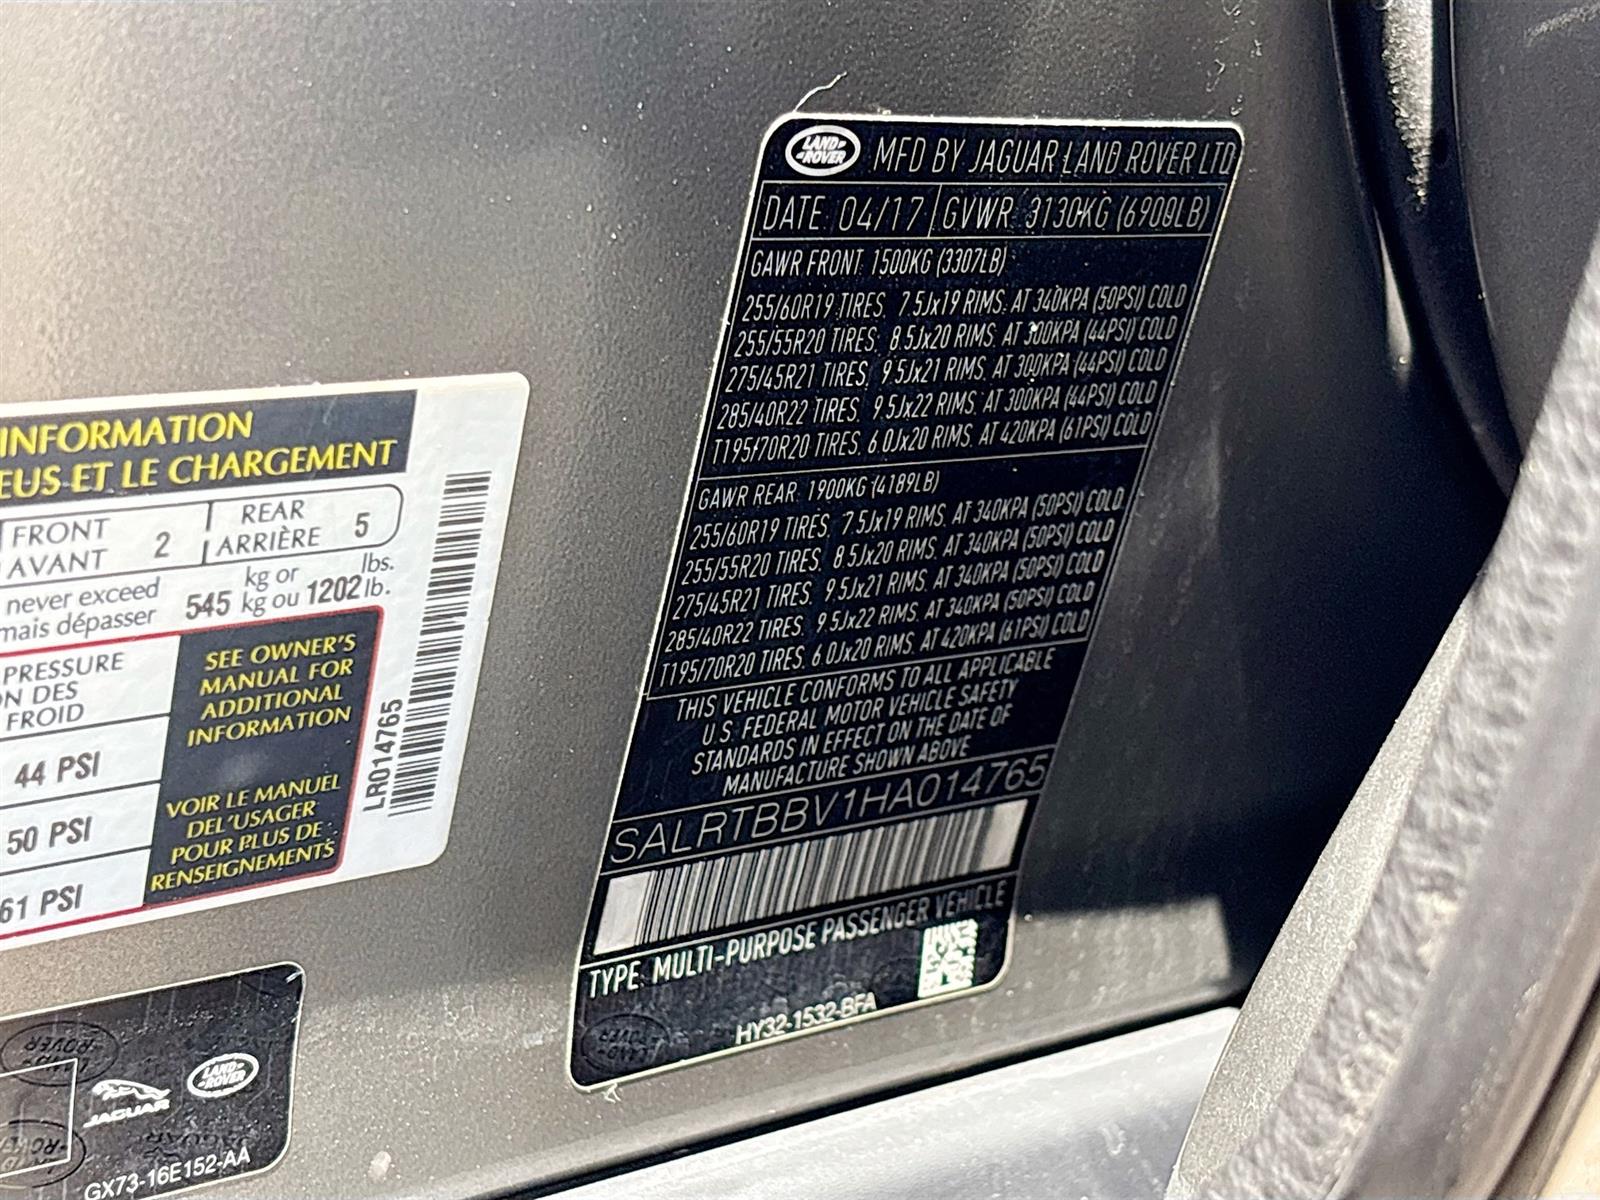 INFORMATION
EUS ET LE CHARGEMENT
FRONT 2 REAR 5
AVANT ARRIÈRE
never exceed 545 kg or 1202 lbs.
mais dépasser kg ou lb.
PRESSURE
ON DES
FROID
44 PSI
50 PSI
61 PSI
SEE OWNER'S
MANUAL FOR
ADDITIONAL
INFORMATION
VOIR LE MANUEL
DEL'USAGER
POUR PLUS DE
RENSEIGNEMENTS
LR014765
LAND ROVER MFD BY JAGUAR LAND ROVER LTD
DATE: 04/17 GVWR: 3130KG (6900LB)
GAWR FRONT: 1500KG (3307LB)
255/60R19 TIRES, 7.5Jx19 RIMS, AT 340KPA (50PSI) COLD
255/55R20 TIRES, 8.5Jx20 RIMS, AT 300KPA (44PSI) COLD
275/45R21 TIRES, 9.5Jx21 RIMS, AT 300KPA (44PSI) COLD
285/40R22 TIRES, 9.5Jx22 RIMS, AT 300KPA (44PSI) COLD
T195/70R20 TIRES, 6.0Jx20 RIMS, AT 420KPA (61PSI) COLD
GAWR REAR: 1900KG (4189LB)
255/60R19 TIRES, 7.5Jx19 RIMS, AT 340KPA (50PSI) COLD
255/55R20 TIRES, 8.5Jx20 RIMS, AT 340KPA (50PSI) COLD
275/45R21 TIRES, 9.5Jx21 RIMS, AT 340KPA (50PSI) COLD
285/40R22 TIRES, 9.5Jx22 RIMS, AT 340KPA (50PSI) COLD
T195/70R20 TIRES, 6.0Jx20 RIMS, AT 420KPA (61PSI) COLD
THIS VEHICLE CONFORMS TO ALL APPLICABLE
U.S. FEDERAL MOTOR VEHICLE SAFETY
STANDARDS IN EFFECT ON THE DATE OF
MANUFACTURE SHOWN ABOVE
SALRTBBV1HA014765
TYPE: MULTI-PURPOSE PASSENGER VEHICLE
HY32-1532-BFA
JAGUAR LAND ROVER
GX73-16E152-AA